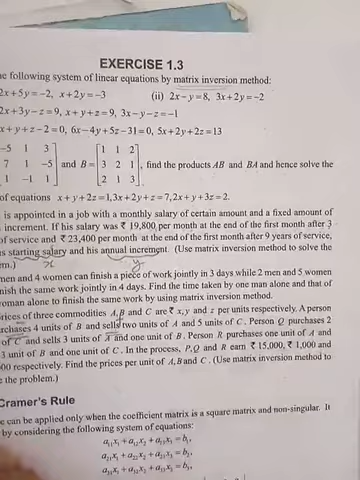 EXERCISE 1.3
he following system of linear equations by matrix inversion method:
2x+5y=-2, x+2y=-3 (ii) 2x-y=8, 3x+2y=-2
2x+3y-z=9, x+y+z=9, 3x-y-z=-1
x+y+z-2=0, 6x-4y+5z-31=0, 5x+2y+2z=13
-5 1 3
7 1 -5
1 -1 1
and B=
1 1 2
3 2 1
2 1 3
, find the products AB and BA and hence solve the
of equations x+y+2z=1, 3x+2y+z=7, 2x+y+3z=2.
is appointed in a job with a monthly salary of certain amount and a fixed amount of
increment. If his salary was ₹ 19,800 per month at the end of the first month after 3
of service and ₹ 23,400 per month at the end of the first month after 9 years of service,
s starting salary and his annual increment. (Use matrix inversion method to solve the
em.) x y
men and 4 women can finish a piece of work jointly in 3 days while 2 men and 5 women
nish the same work jointly in 4 days. Find the time taken by one man alone and that of
woman alone to finish the same work by using matrix inversion method.
rices of three commodities A,B and C are ₹ x,y and z per units respectively. A person
rchases 4 units of B and sells two units of A and 5 units of C. Person Q purchases 2
of C and sells 3 units of A and one unit of B. Person R purchases one unit of A and
3 unit of B and one unit of C. In the process, P,Q and R earn ₹ 15,000, ₹ 1,000 and
00 respectively. Find the prices per unit of A,B and C. (Use matrix inversion method to
e the problem.)
Cramer's Rule
e can be applied only when the coefficient matrix is a square matrix and non-singular. It
by considering the following system of equations:
a₁₁x₁ + a₁₂x₂ + a₁₃x₃ = b₁,
a₂₁x₁ + a₂₂x₂ + a₂₃x₃ = b₂,
a₃₁x₁ + a₃₂x₂ + a₃₃x₃ = b₃,